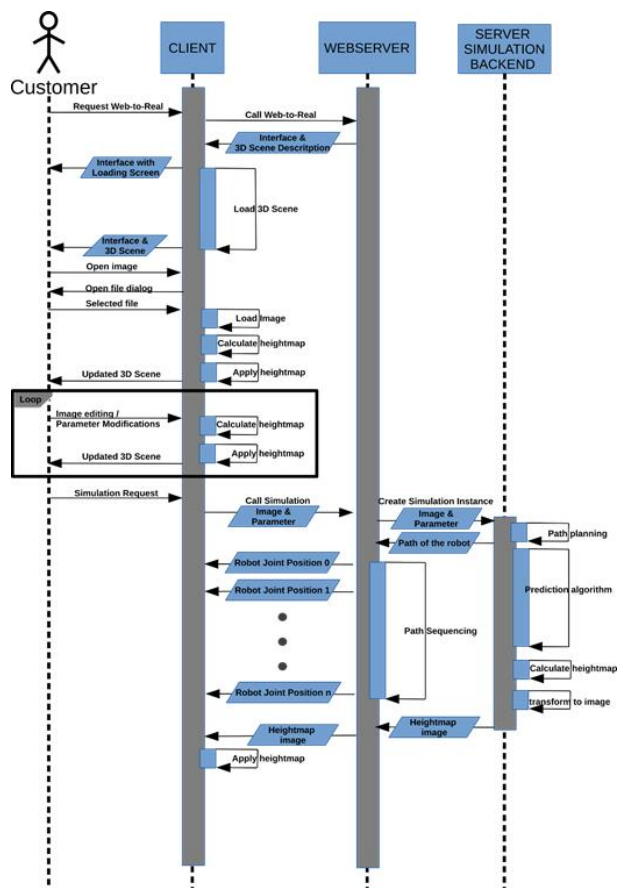 CLIENT
WEBSERVER
SERVER
SIMULATION
BACKEND
Customer
Request Web-to-Real
Call Web-to-Real
Interface &
3D Scene Descritption
Interface with
Loading Screen
Load 3D Scene
Interface &
3D Scene
Open image
Open file dialog
Selected file
Load Image
Calculate heightmap
Apply heightmap
Updated 3D Scene
Loop
Image editing /
Parameter Modifications
Calculate heightmap
Apply heightmap
Updated 3D Scene
Simulation Request
Call Simulation
Image &
Parameter
Create Simulation Instance
Image &
Parameter
Path planning
Path of the robot
Robot Joint Position 0
Robot Joint Position 1
Prediction algorithm
Path Sequencing
Calculate heightmap
Robot Joint Position n
transform to image
Heightmap
image
Heightmap
image
Apply heightmap